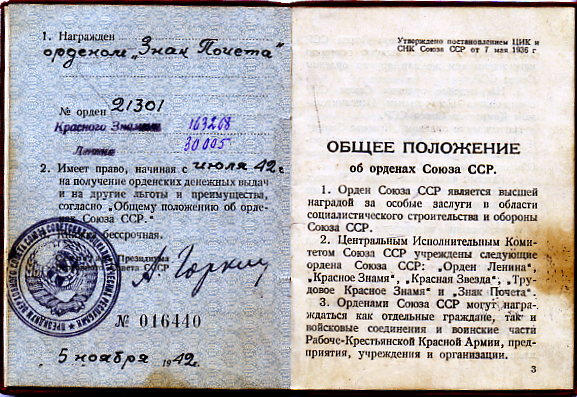 1. Награжден
орденом „Знак Почета“
№ орден 21301
Красного Знамени 163268
Ленина 30005
2. Имеет право, начиная с июля 42 г
на получение орденских денежных выдач
и на другие льготы и преимущества,
согласно „Общему положению об орде-
нах Союза ССР.“
Книжка бессрочная.
Президиума
Совета СССР
А. Горкин
№ 016440
5 ноября 1942 г.
Утверждено постановлением ЦИК и
СНК Союза ССР от 7 мая 1936 г
ОБЩЕЕ ПОЛОЖЕНИЕ
об орденах Союза ССР.
1. Орден Союза ССР является высшей
наградой за особые заслуги в области
социалистического строительства и обороны
Союза ССР.
2. Центральным Исполнительным Коми-
тетом Союза ССР учреждены следующие
ордена Союза ССР: „Орден Ленина“,
„Красное Знамя“, „Красная Звезда“, „Тру-
довое Красное Знамя“ и „Знак Почета“.
3. Орденами Союза ССР могут награ-
ждаться как отдельные граждане, так и
войсковые соединения и воинские части
Рабоче-Крестьянской Красной Армии, пред-
приятия, учреждения и организации.
3